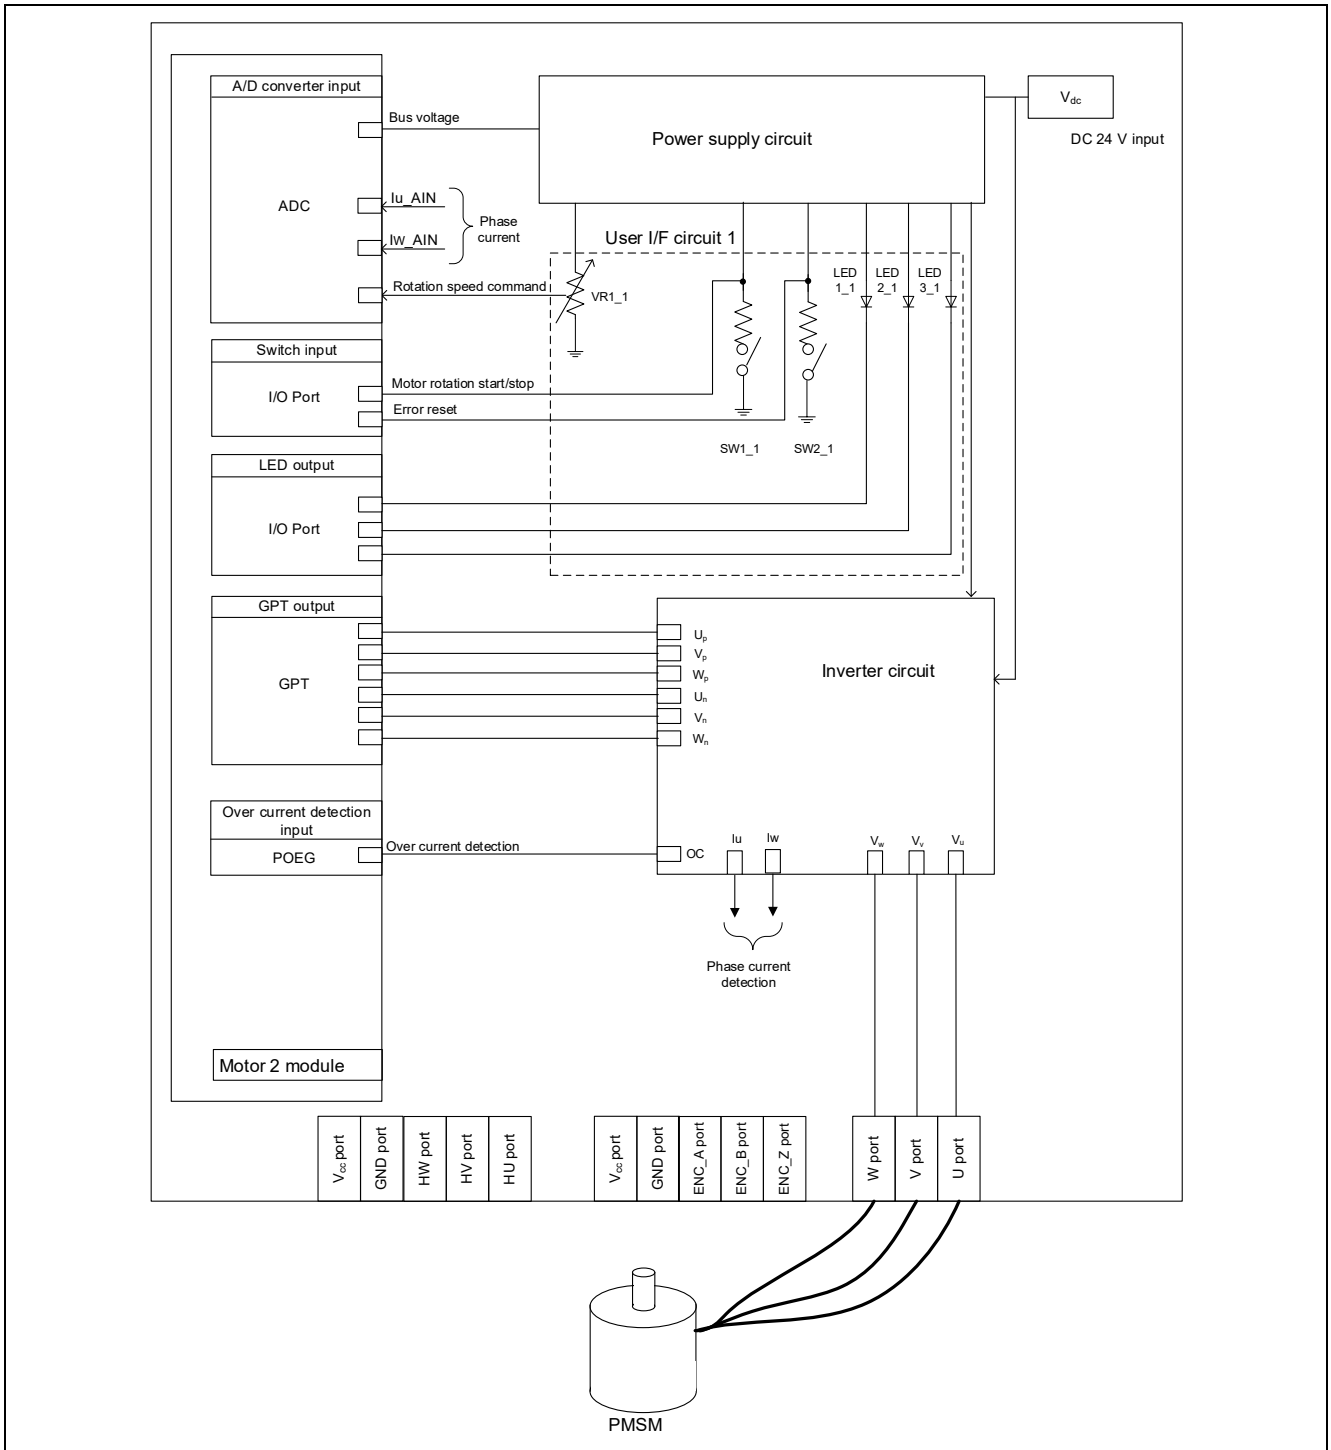 A/D converter input
Bus voltage
Power supply circuit
Vdc
DC 24 V input
ADC
Iu_AIN
Iw_AIN
Phase
current
User I/F circuit 1
Rotation speed command
VR1_1
LED
1_1
LED
2_1
LED
3_1
Switch input
I/O Port
Motor rotation start/stop
Error reset
SW1_1
SW2_1
LED output
I/O Port
GPT output
GPT
Up
Vp
Wp
Un
Vn
Wn
Inverter circuit
Over current detection
input
POEG
Over current detection
OC
Iu
Iw
Vw
Vv
Vu
Phase current
detection
Motor 2 module
Vcc port
GND port
HW port
HV port
HU port
Vcc port
GND port
ENC_A port
ENC_B port
ENC_Z port
W port
V port
U port
PMSM